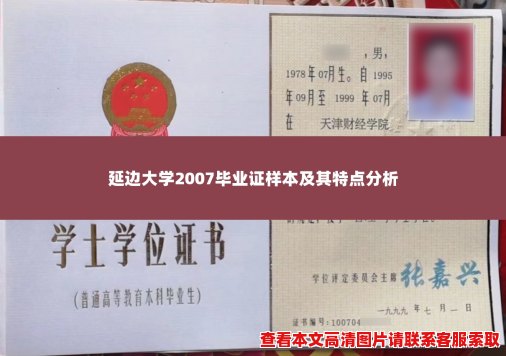 ，男，
1978 年 07月 生。自 1995
年 09月 至 1999 年 07月
在 天津财经学院
延边大学2007毕业证样本及其特点分析
学士学位证书
（普通高等教育本科毕业生）
学位评定委员会主席 张嘉兴
一九九九 年 七 月 一 日
证书编号：100704
查看本文高清图片请联系客服索取